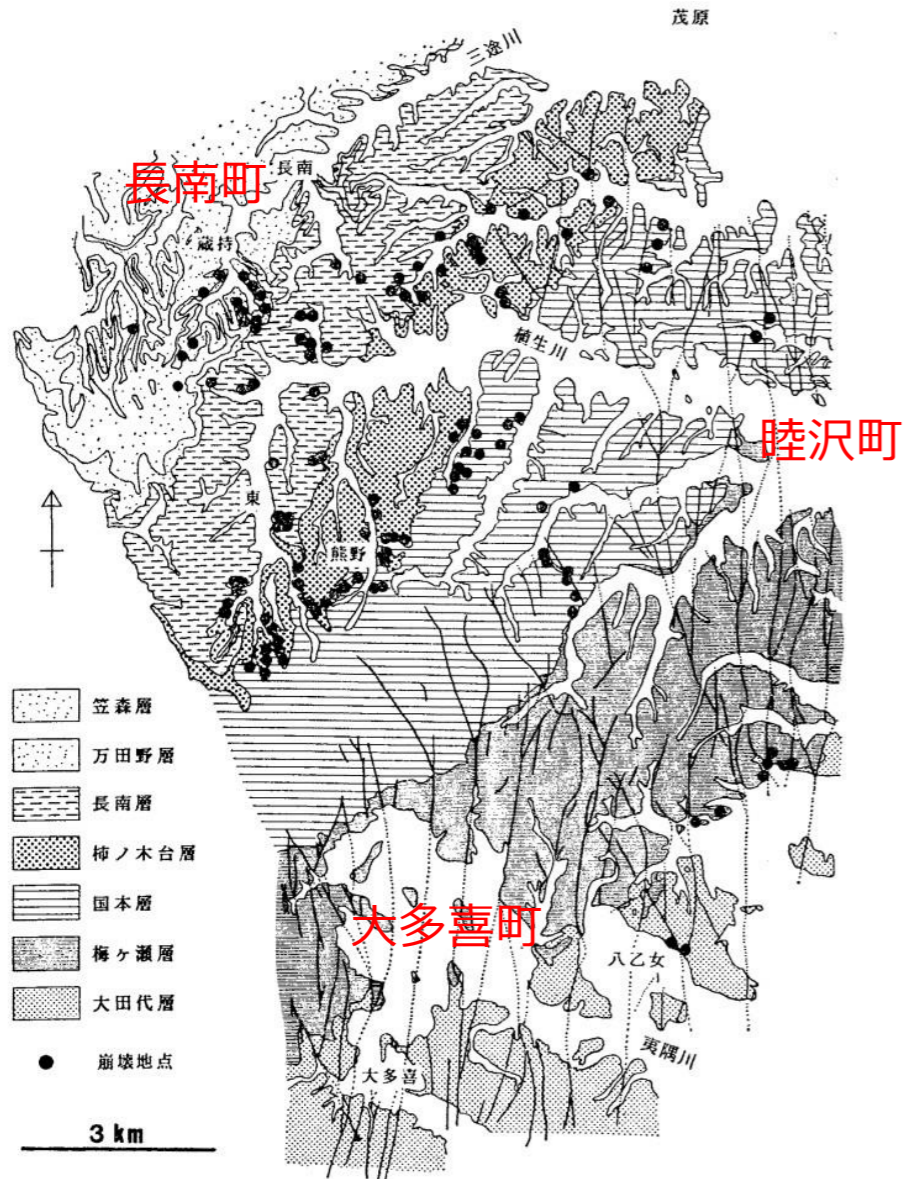 茂原
三途川
長南町
長南
蔵持
植生川
睦沢町
東
熊野
笠森層
万田野層
長南層
柿ノ木台層
国本層
梅ヶ瀬層
大田代層
崩壊地点
大多喜町
八乙女
夷隅川
大多喜
3 km